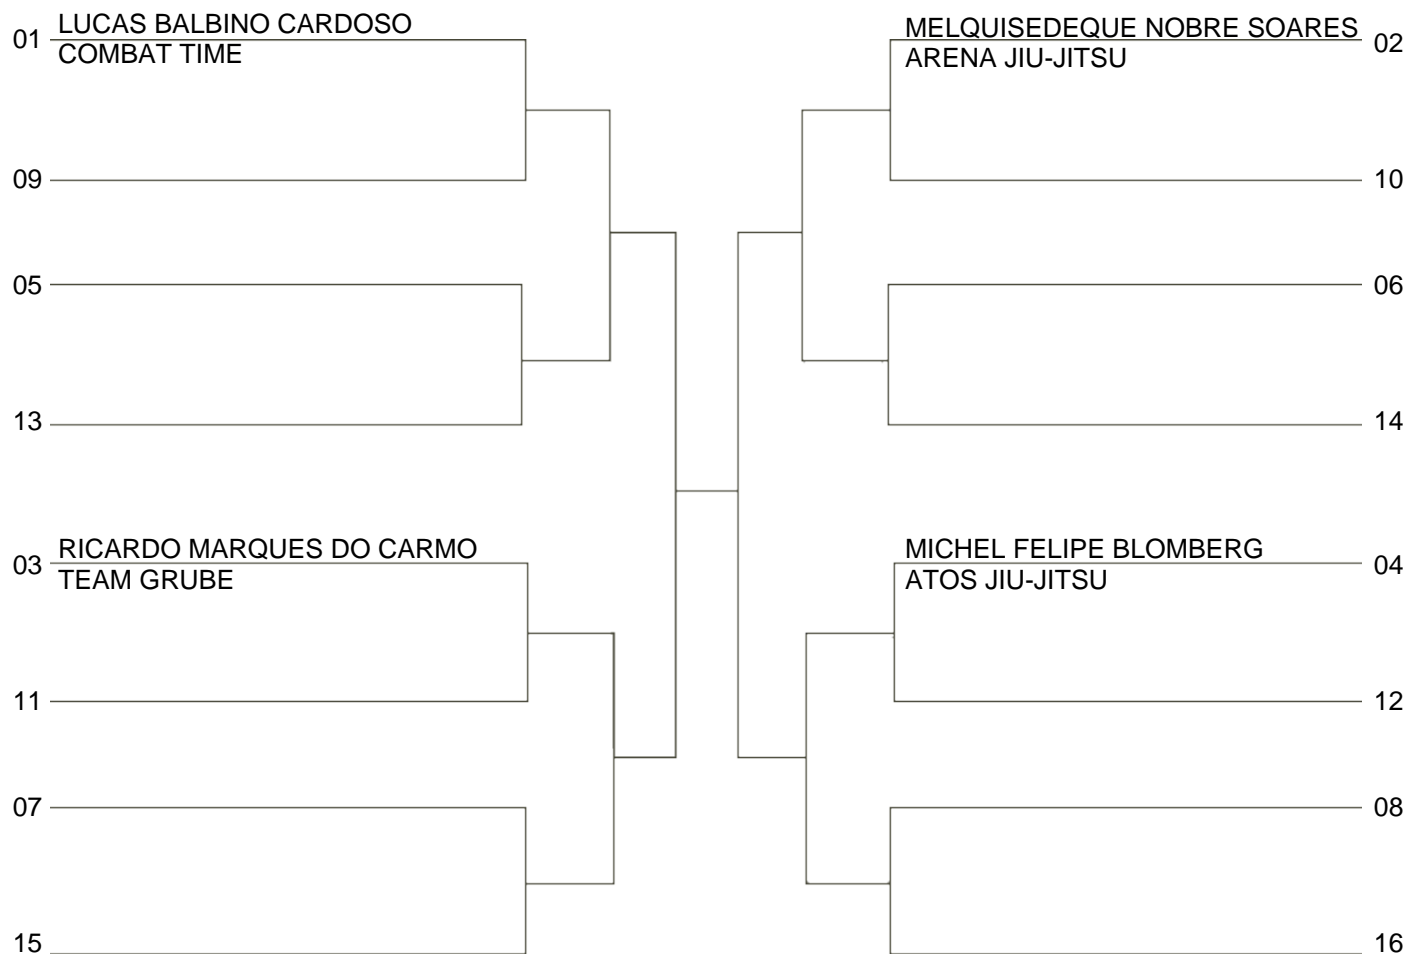 01 LUCAS BALBINO CARDOSO
COMBAT TIME
09
05
13
03 RICARDO MARQUES DO CARMO
TEAM GRUBE
11
07
15
MELQUISEDEQUE NOBRE SOARES 02
ARENA JIU-JITSU
10
06
14
MICHEL FELIPE BLOMBERG 04
ATOS JIU-JITSU
12
08
16